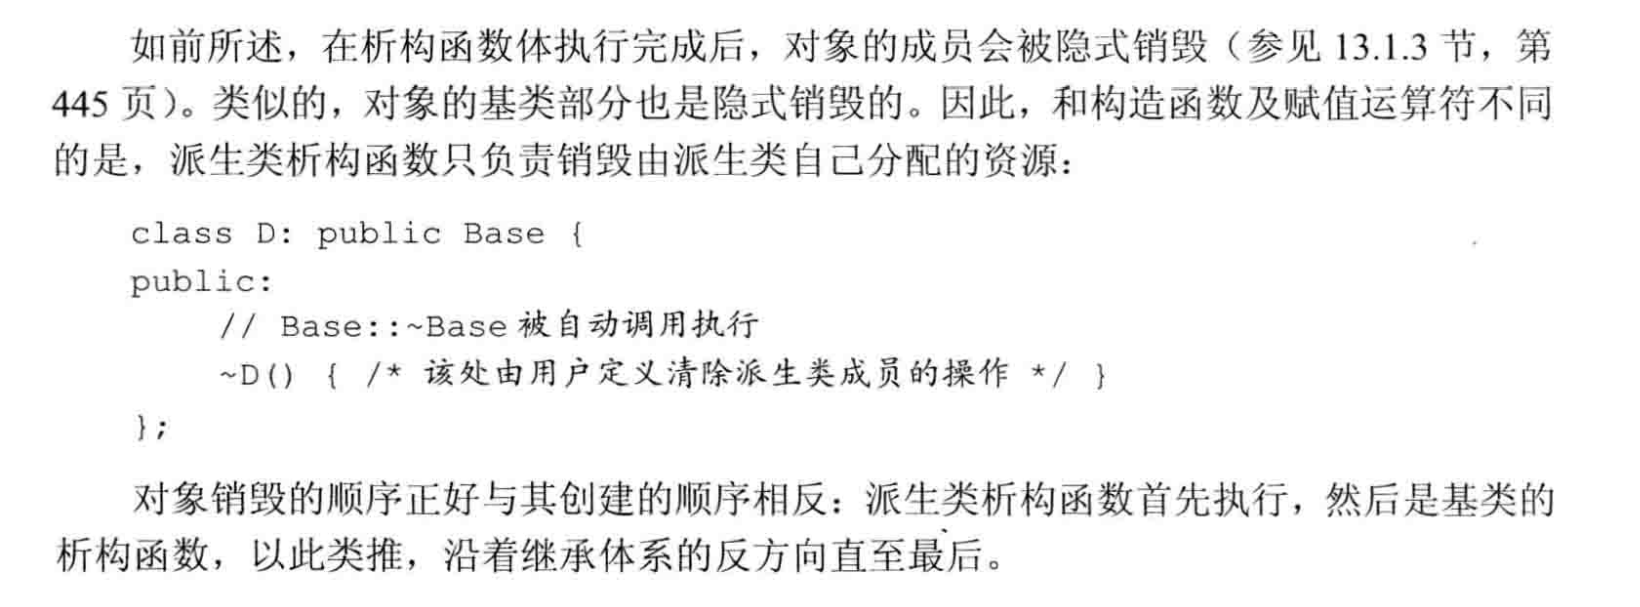 如前所述，在析构函数体执行完成后，对象的成员会被隐式销毁（参见 13.1.3 节，第
445 页）。类似的，对象的基类部分也是隐式销毁的。因此，和构造函数及赋值运算符不同
的是，派生类析构函数只负责销毁由派生类自己分配的资源：
class D: public Base {
public:
// Base::~Base 被自动调用执行
~D() { /* 该处由用户定义清除派生类成员的操作 */ }
};
对象销毁的顺序正好与其创建的顺序相反：派生类析构函数首先执行，然后是基类的
析构函数，以此类推，沿着继承体系的反方向直至最后。